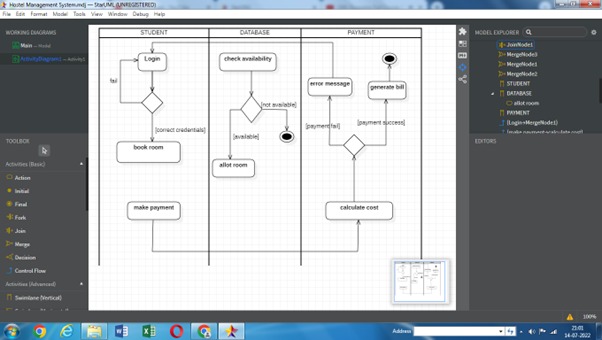 Hostel Management System.mdj — StarUML (UNREGISTERED)
File Edit Format Model Tools View Window Debug Help
WORKING DIAGRAMS
Main — Model
ActivityDiagram1 — Activity1
TOOLBOX
Activities (Basic)
Action
Initial
Final
Fork
Join
Merge
Decision
Control Flow
Activities (Advanced)
Swimlane (Vertical)
STUDENT
DATABASE
PAYMENT
Login
fail
[correct credentials]
book room
make payment
check availability
[not available]
[available]
allot room
error message
generate bill
[payment fail]
[payment success]
calculate cost
MODEL EXPLORER
JoinNode1
MergeNode3
MergeNode1
MergeNode2
STUDENT
DATABASE
allot room
PAYMENT
(Login→MergeNode1)
(make payment→calculate cost)
EDITORS
100%
Address
21:01
14-07-2022